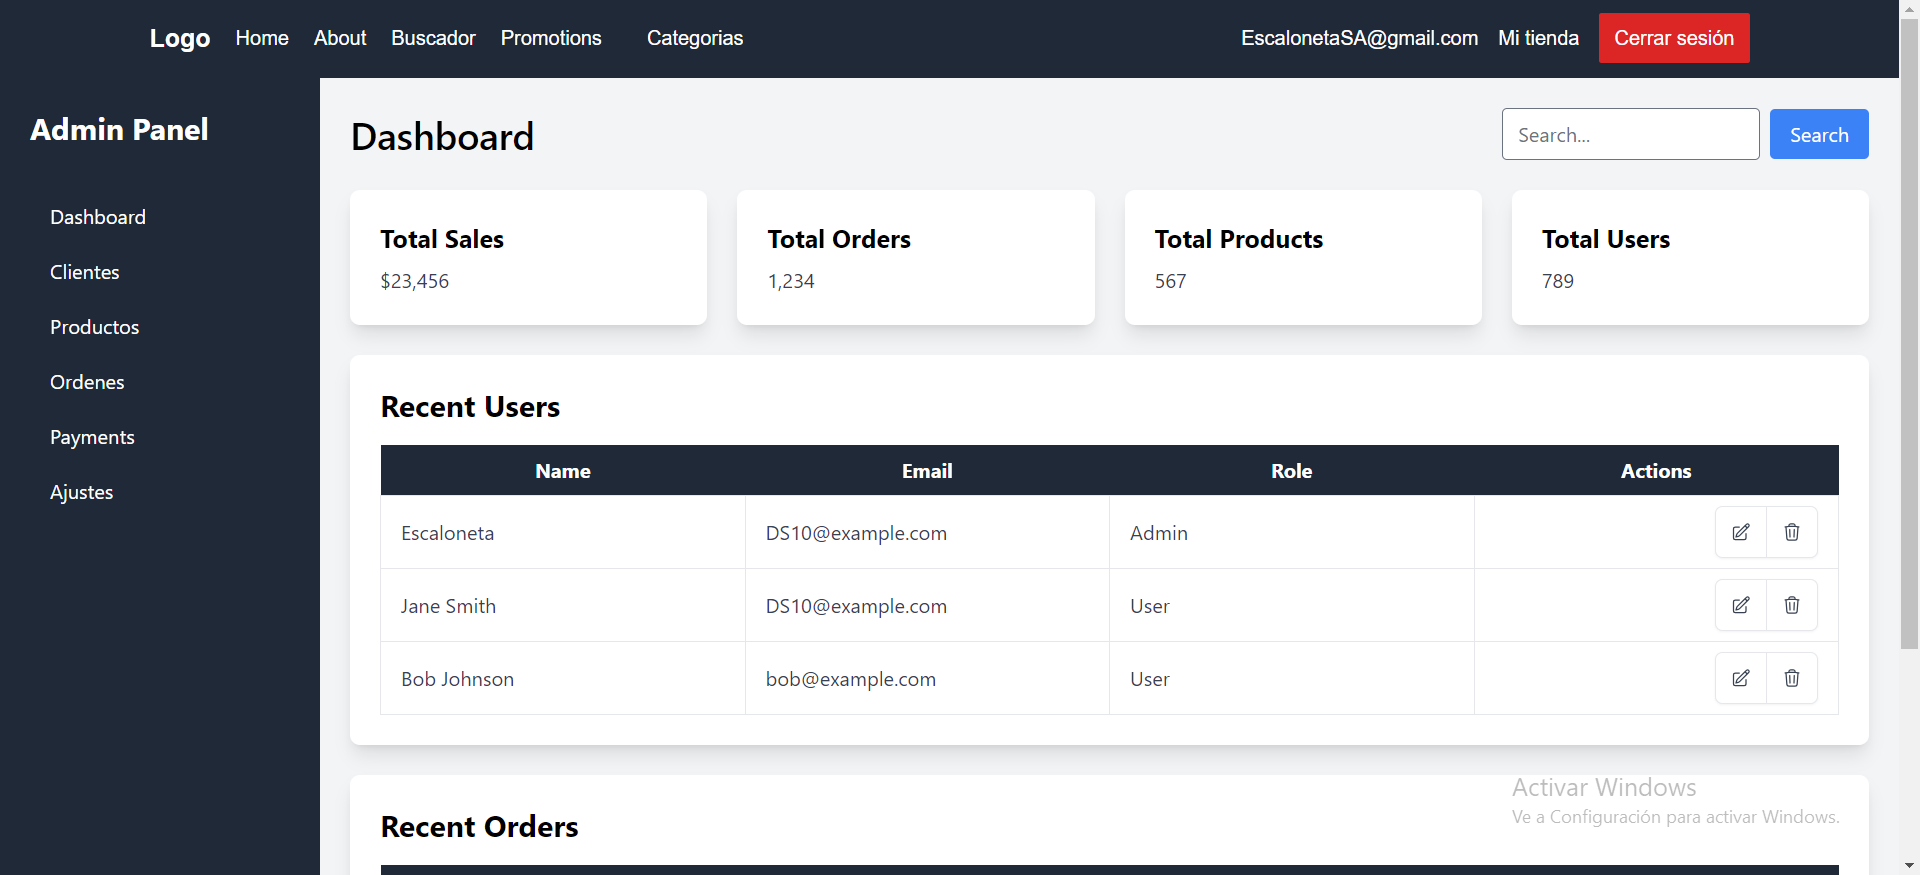 Logo Home About Buscador Promotions Categorias EscalonetaSA@gmail.com Mi tienda Cerrar sesión
Admin Panel
Dashboard
Clientes
Productos
Ordenes
Payments
Ajustes
Dashboard Search... Search
Total Sales
$23,456
Total Orders
1,234
Total Products
567
Total Users
789
Recent Users
Name Email Role Actions
Escaloneta DS10@example.com Admin
Jane Smith DS10@example.com User
Bob Johnson bob@example.com User
Recent Orders
Activar Windows
Ve a Configuración para activar Windows.